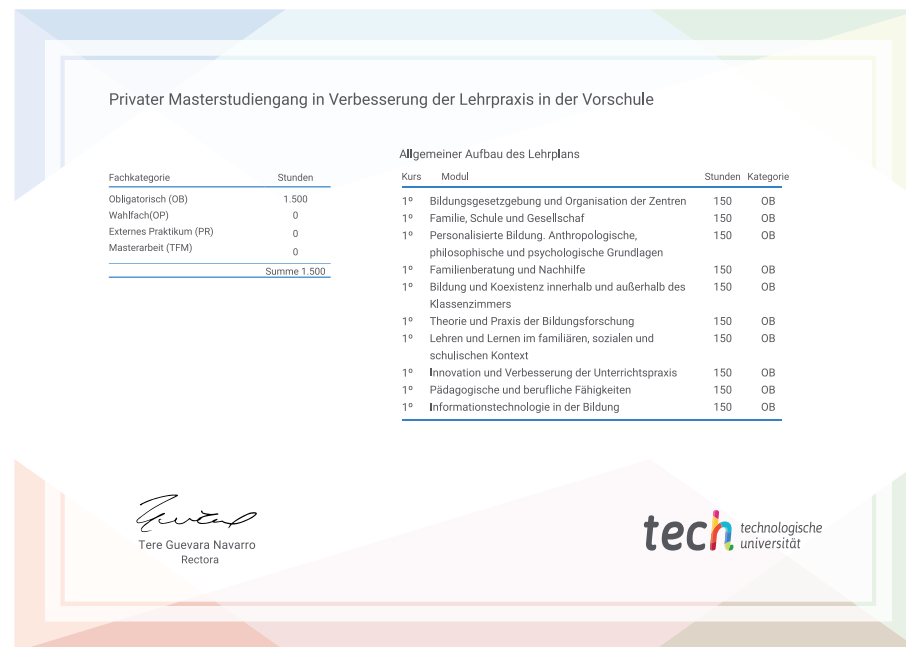 Privater Masterstudiengang in Verbesserung der Lehrpraxis in der Vorschule
Fachkategorie Stunden
Obligatorisch (OB) 1.500
Wahlfach(OP) 0
Externes Praktikum (PR) 0
Masterarbeit (TFM) 0
Summe 1.500
Allgemeiner Aufbau des Lehrplans
Kurs Modul Stunden Kategorie
1º Bildungsgesetzgebung und Organisation der Zentren 150 OB
1º Familie, Schule und Gesellschaf 150 OB
1º Personalisierte Bildung. Anthropologische, 150 OB
philosophische und psychologische Grundlagen
1º Familienberatung und Nachhilfe 150 OB
1º Bildung und Koexistenz innerhalb und außerhalb des 150 OB
Klassenzimmers
1º Theorie und Praxis der Bildungsforschung 150 OB
1º Lehren und Lernen im familiären, sozialen und 150 OB
schulischen Kontext
1º Innovation und Verbesserung der Unterrichtspraxis 150 OB
1º Pädagogische und berufliche Fähigkeiten 150 OB
1º Informationstechnologie in der Bildung 150 OB
Tere Guevara Navarro
Rectora
tech technologische
universität